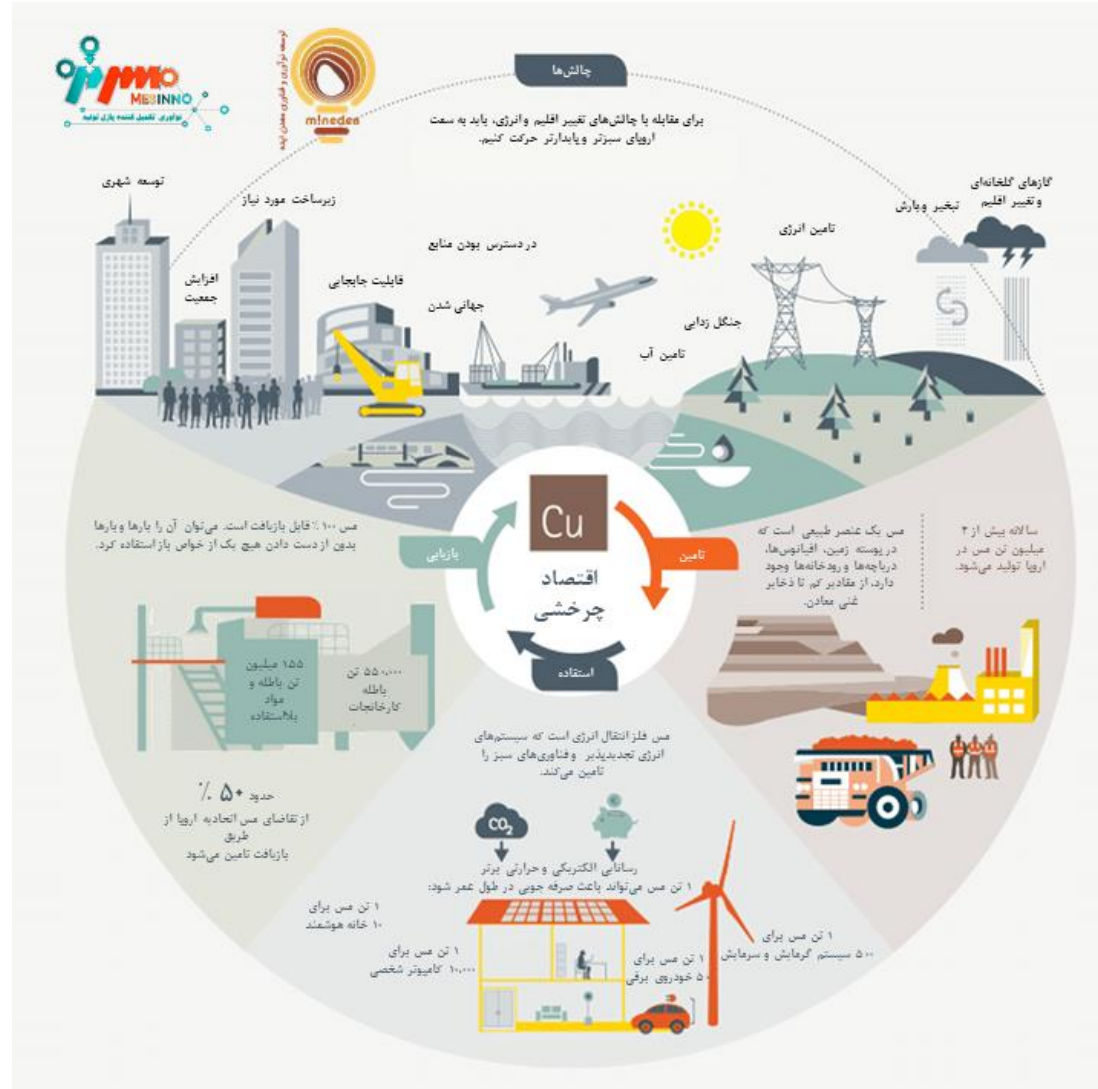 MESINNO
نوآوری، تکمیل کننده پازل تولید
توسعه نوآوری و فناوری معدن ایده
m!nedea
چالش‌ها
برای مقابله با چالش‌های تغییر اقلیم و انرژی، باید به سمت
اروپای سبزتر و پایدارتر حرکت کنیم.
گازهای گلخانه‌ای
و تغییر اقلیم
تبخیر و بارش
تامین انرژی
جنگل زدایی
تامین آب
در دسترس بودن منابع
جهانی شدن
قابلیت جابجایی
زیرساخت مورد نیاز
افزایش
جمعیت
توسعه شهری
Cu
اقتصاد
چرخشی
تامین
استفاده
بازیابی
سالانه بیش از ۲
میلیون تن مس در
اروپا تولید می‌شود.
مس یک عنصر طبیعی است که
در پوسته زمین، اقیانوس‌ها،
دریاچه‌ها و رودخانه‌ها وجود
دارد، از مقادیر کم تا ذخایر
غنی معادن.
مس فلز انتقال انرژی است که سیستم‌های
انرژی تجدیدپذیر و فناوری‌های سبز را
تامین می‌کند.
CO2
رسانایی الکتریکی و حرارتی برتر
۱ تن مس می‌تواند باعث صرفه جویی در طول عمر شود:
۱ تن مس برای
۵۰۰ سیستم گرمایش و سرمایش
۱ تن مس برای
۵۰ خودروی برقی
۱ تن مس برای
۱۰,۰۰۰ کامپیوتر شخصی
۱ تن مس برای
۱۰ خانه هوشمند
مس ۱۰۰ ٪ قابل بازیافت است. می‌توان آن را بارها و بارها
بدون از دست دادن هیچ یک از خواص باز استفاده کرد.
۵۵۰,۰۰۰ تن
باطله
کارخانجات
۱۵۵ میلیون
تن باطله و
مواد
بلااستفاده
حدود ۵۰ ٪
از تقاضای مس اتحادیه اروپا از
طریق
بازیافت تامین می‌شود